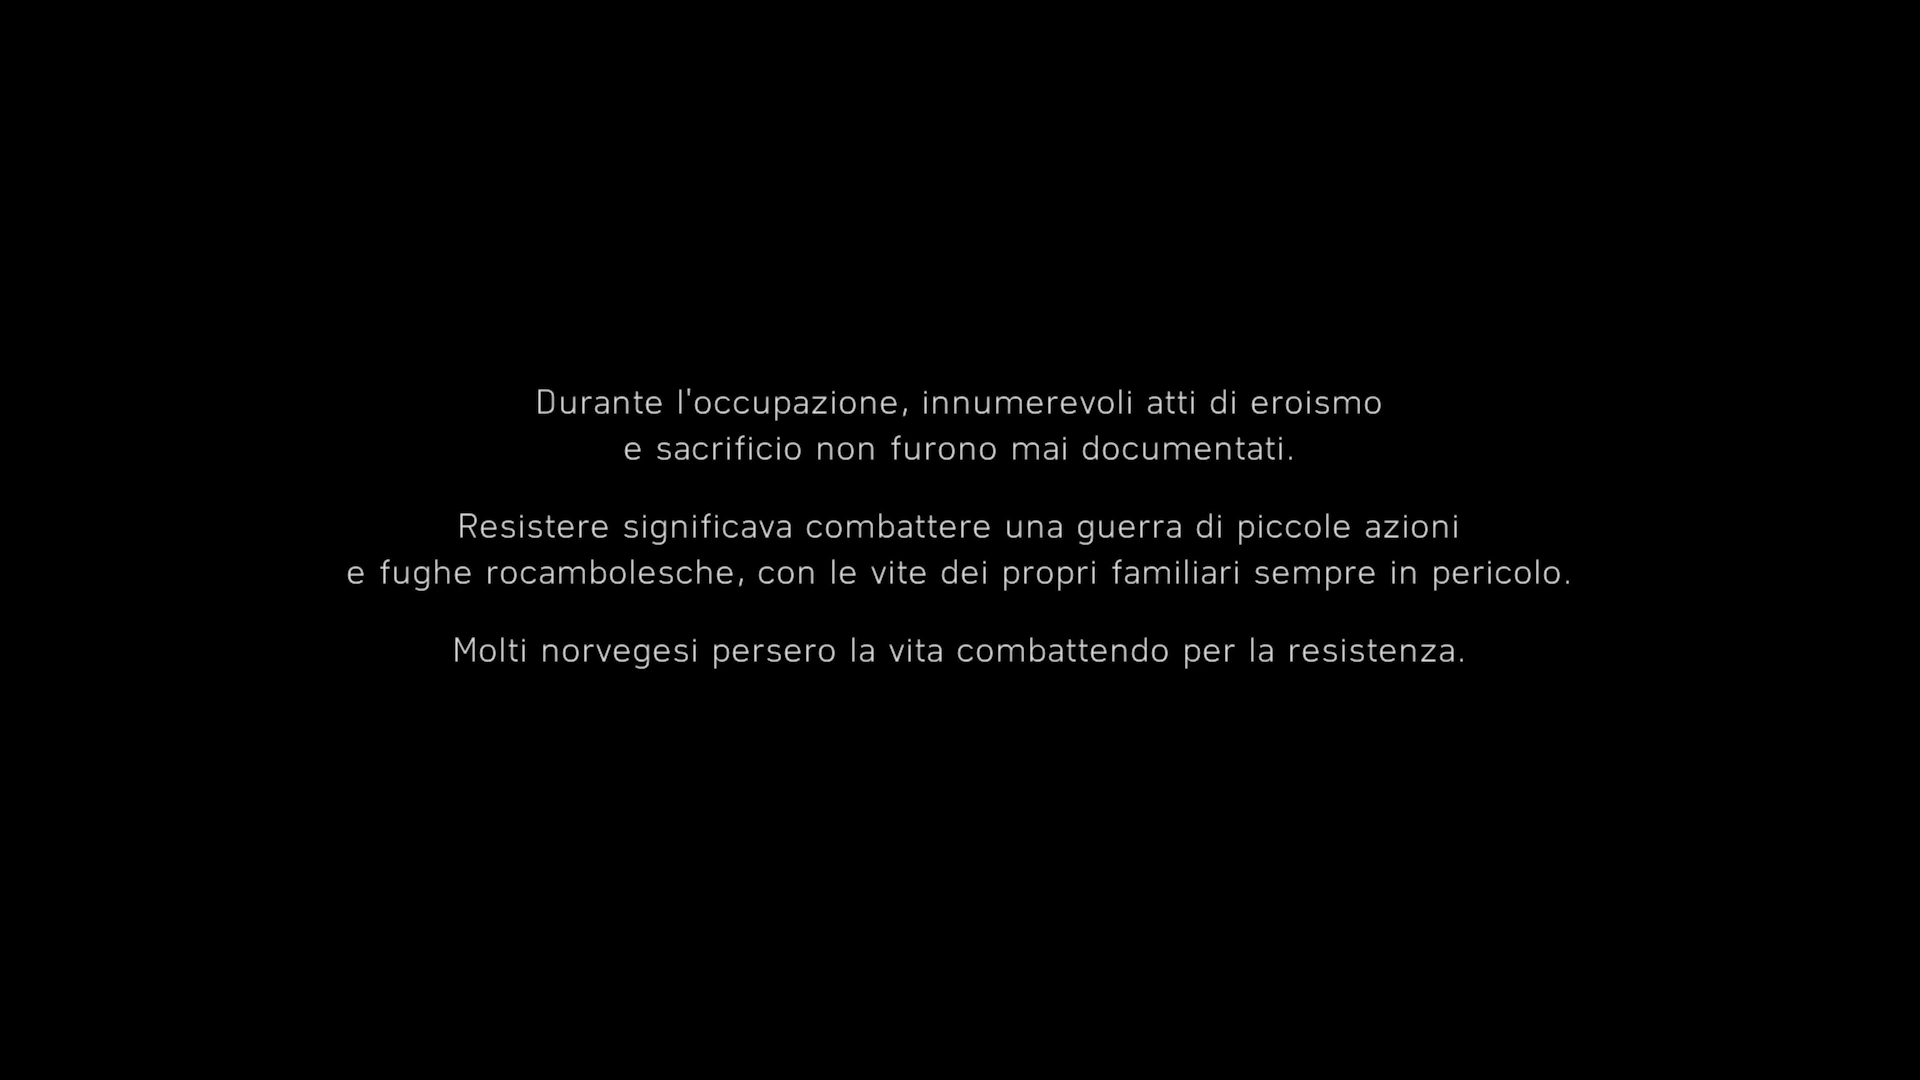 Durante l'occupazione, innumerevoli atti di eroismo
e sacrificio non furono mai documentati.
Resistere significava combattere una guerra di piccole azioni
e fughe rocambolesche, con le vite dei propri familiari sempre in pericolo.
Molti norvegesi persero la vita combattendo per la resistenza.